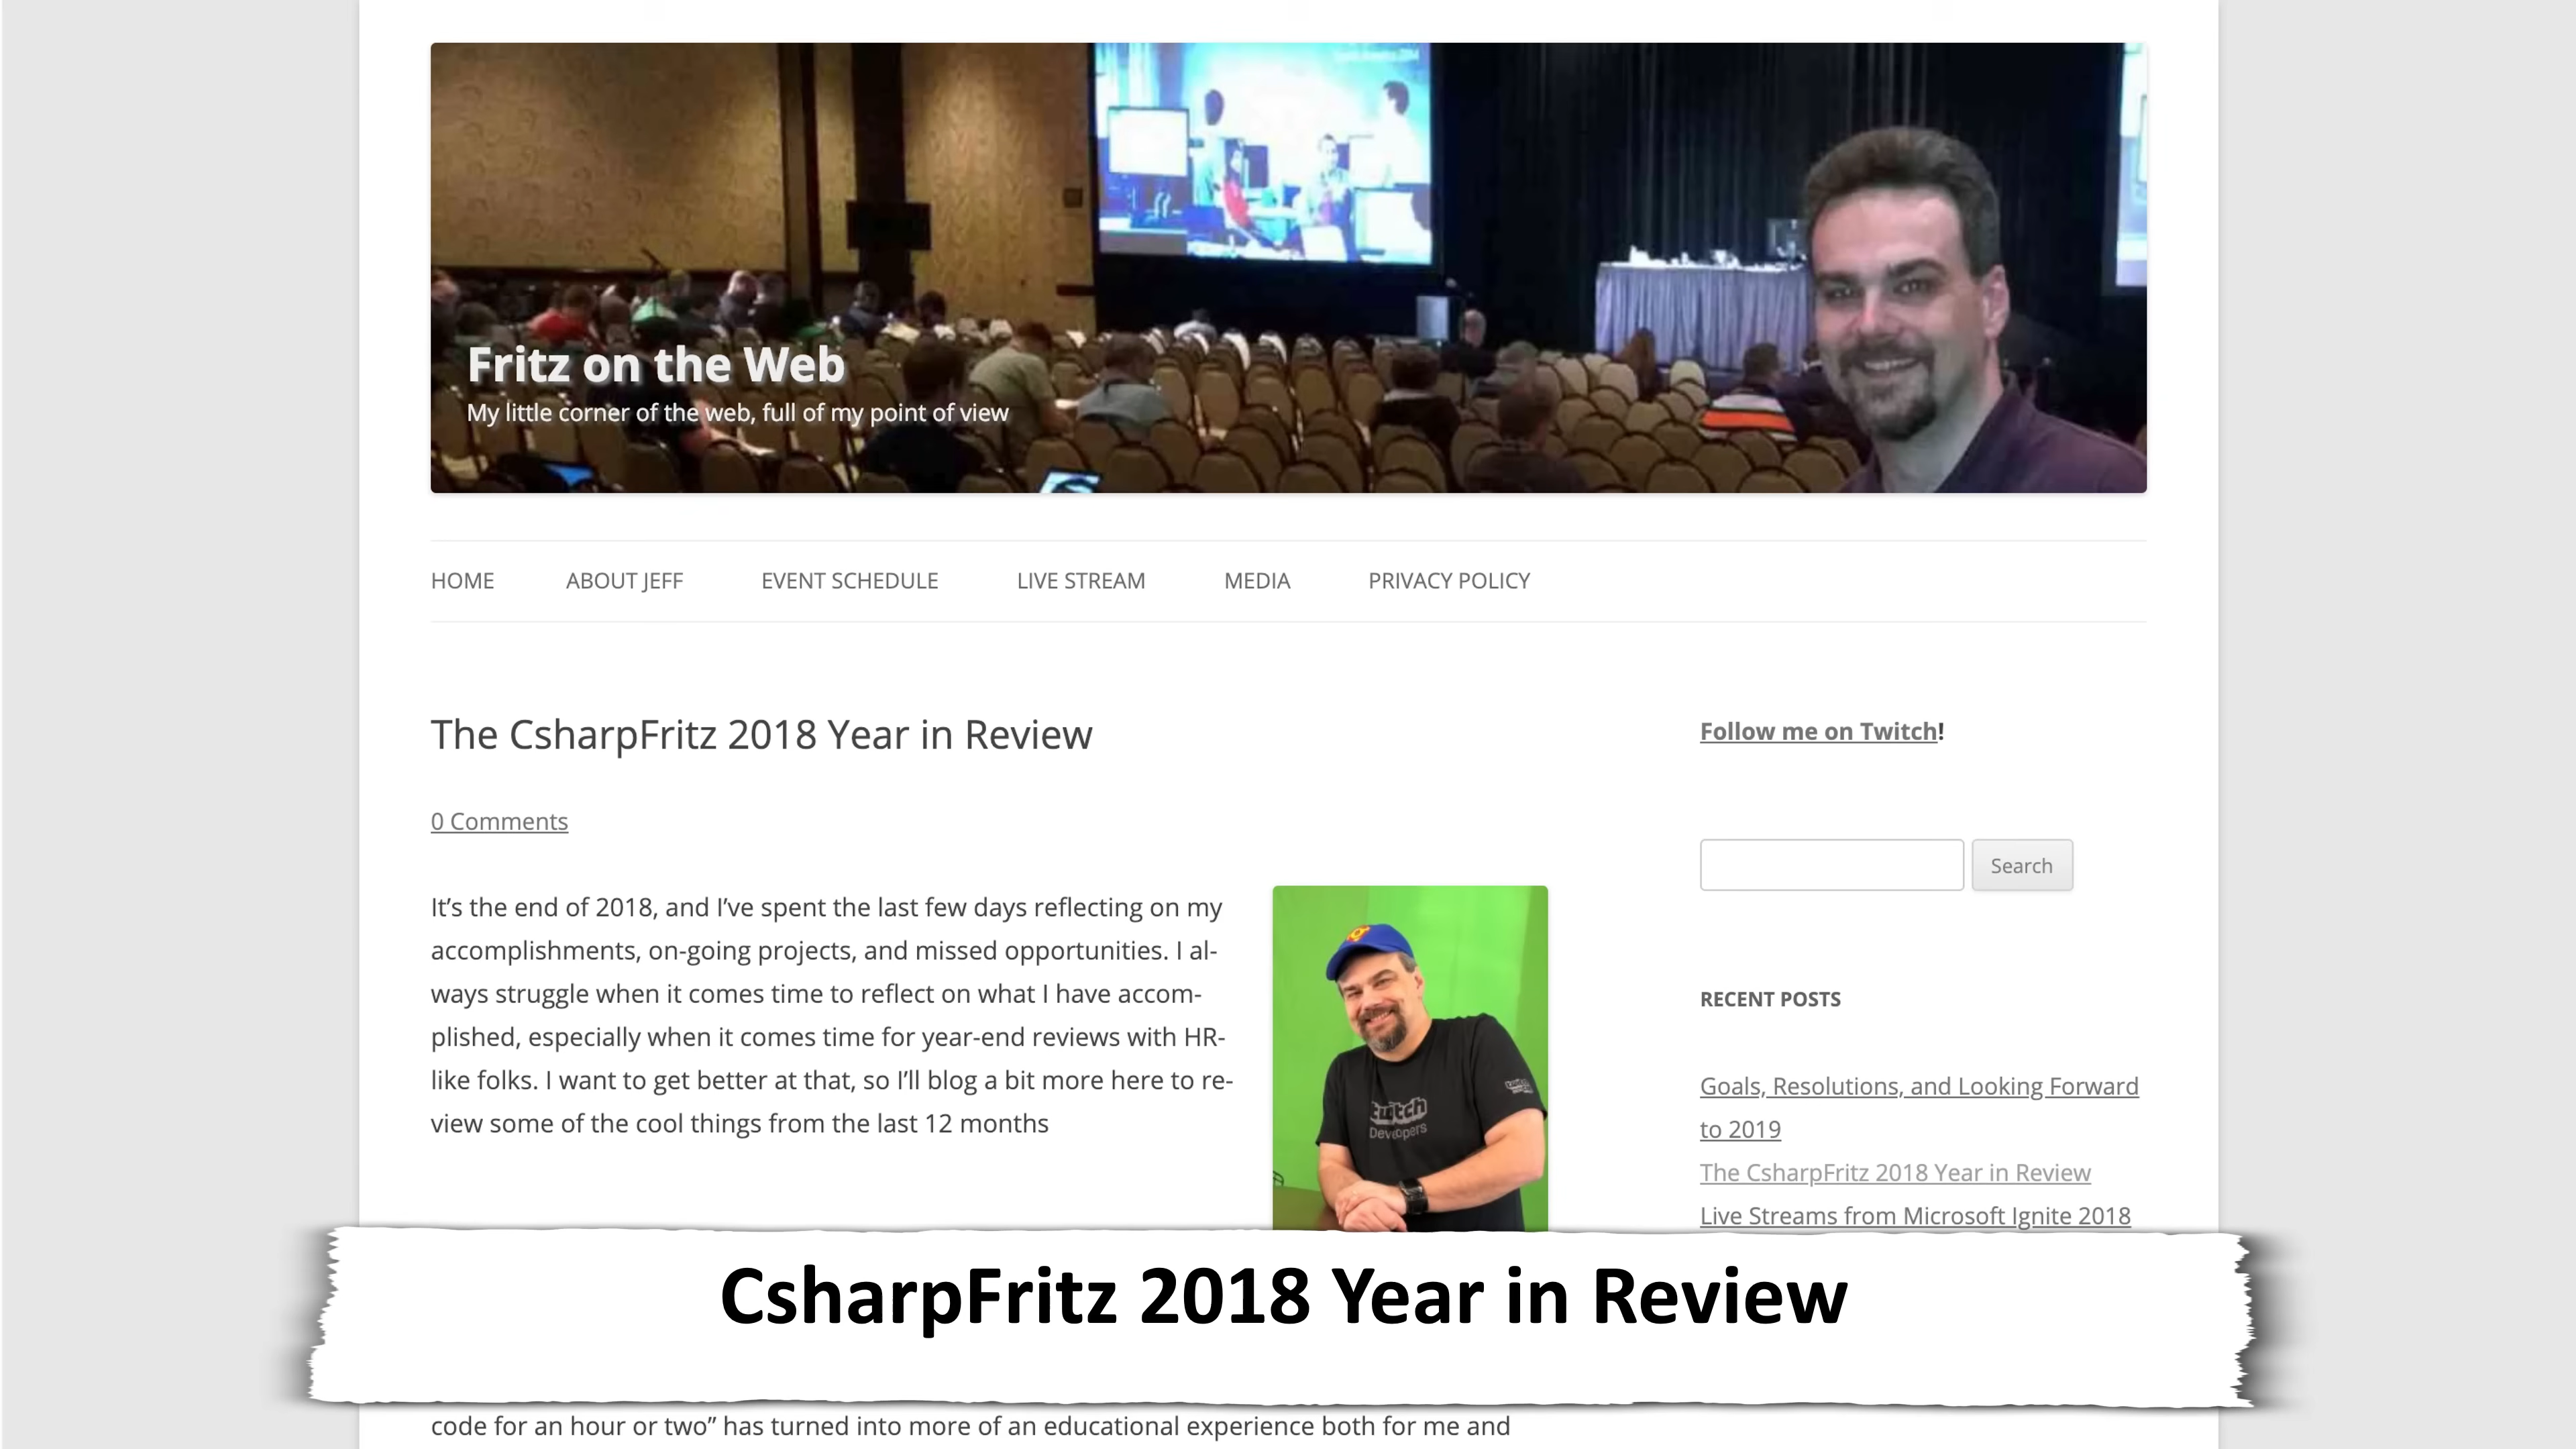 Fritz on the Web
My little corner of the web, full of my point of view
HOME ABOUT JEFF EVENT SCHEDULE LIVE STREAM MEDIA PRIVACY POLICY
The CsharpFritz 2018 Year in Review
0 Comments
It’s the end of 2018, and I’ve spent the last few days reflecting on my
accomplishments, on-going projects, and missed opportunities. I al-
ways struggle when it comes time to reflect on what I have accom-
plished, especially when it comes time for year-end reviews with HR-
like folks. I want to get better at that, so I’ll blog a bit more here to re-
view some of the cool things from the last 12 months
twitch
Developers
Follow me on Twitch!
Search
RECENT POSTS
Goals, Resolutions, and Looking Forward
to 2019
The CsharpFritz 2018 Year in Review
Live Streams from Microsoft Ignite 2018
CsharpFritz 2018 Year in Review
code for an hour or two” has turned into more of an educational experience both for me and